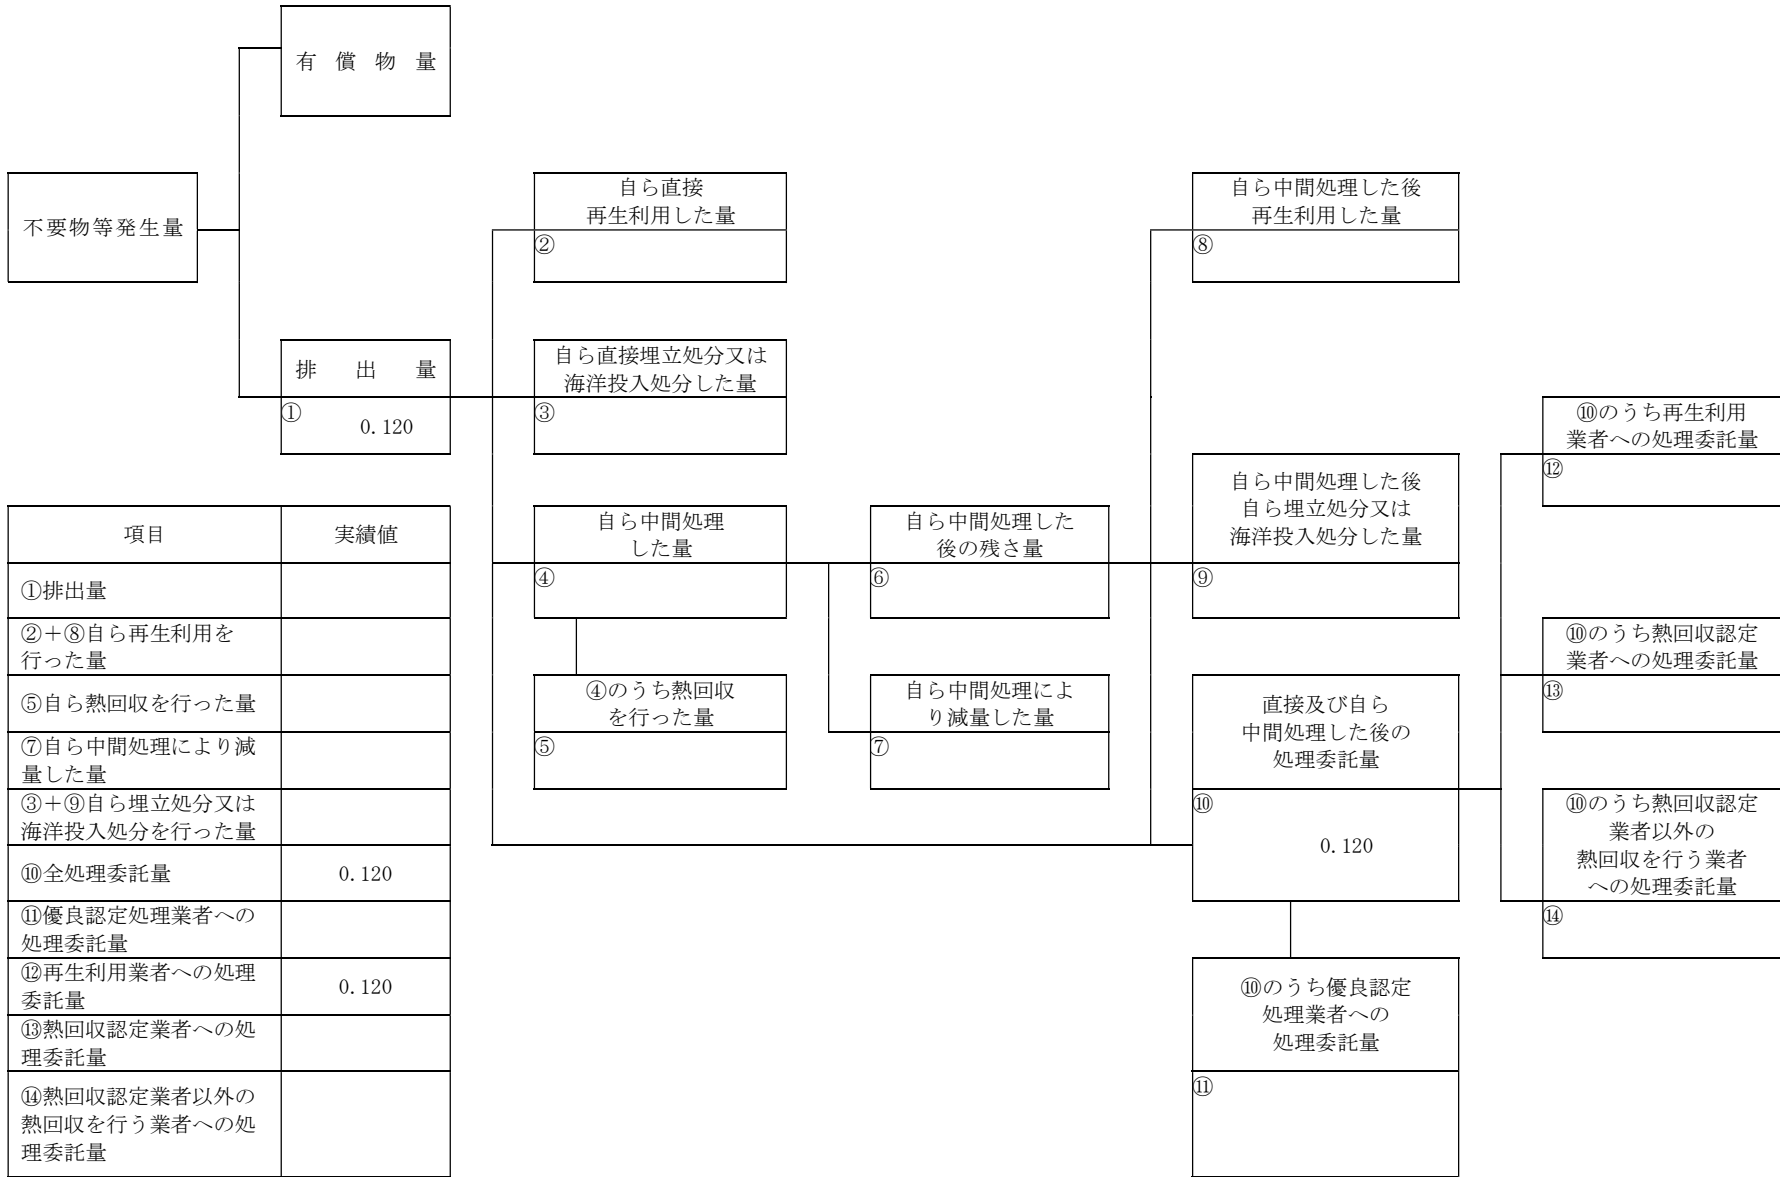 有償物量
不要物等発生量
自ら直接
再生利用した量
②
自ら中間処理した後
再生利用した量
⑧
排出量
①
0.120
自ら直接埋立処分又は
海洋投入処分した量
③
⑩のうち再生利用
業者への処理委託量
⑫
自ら中間処理した後
自ら埋立処分又は
海洋投入処分した量
⑨
自ら中間処理
した量
④
自ら中間処理した
後の残さ量
⑥
⑩のうち熱回収認定
業者への処理委託量
⑬
④のうち熱回収
を行った量
⑤
自ら中間処理によ
り減量した量
⑦
直接及び自ら
中間処理した後の
処理委託量
⑩
0.120
⑩のうち熱回収認定
業者以外の
熱回収を行う業者
への処理委託量
⑭
⑩のうち優良認定
処理業者への
処理委託量
⑪
項目 実績値
①排出量
②+⑧自ら再生利用を
行った量
⑤自ら熱回収を行った量
⑦自ら中間処理により減
量した量
③+⑨自ら埋立処分又は
海洋投入処分を行った量
⑩全処理委託量 0.120
⑪優良認定処理業者への
処理委託量
⑫再生利用業者への処理
委託量
0.120
⑬熱回収認定業者への処
理委託量
⑭熱回収認定業者以外の
熱回収を行う業者への処
理委託量